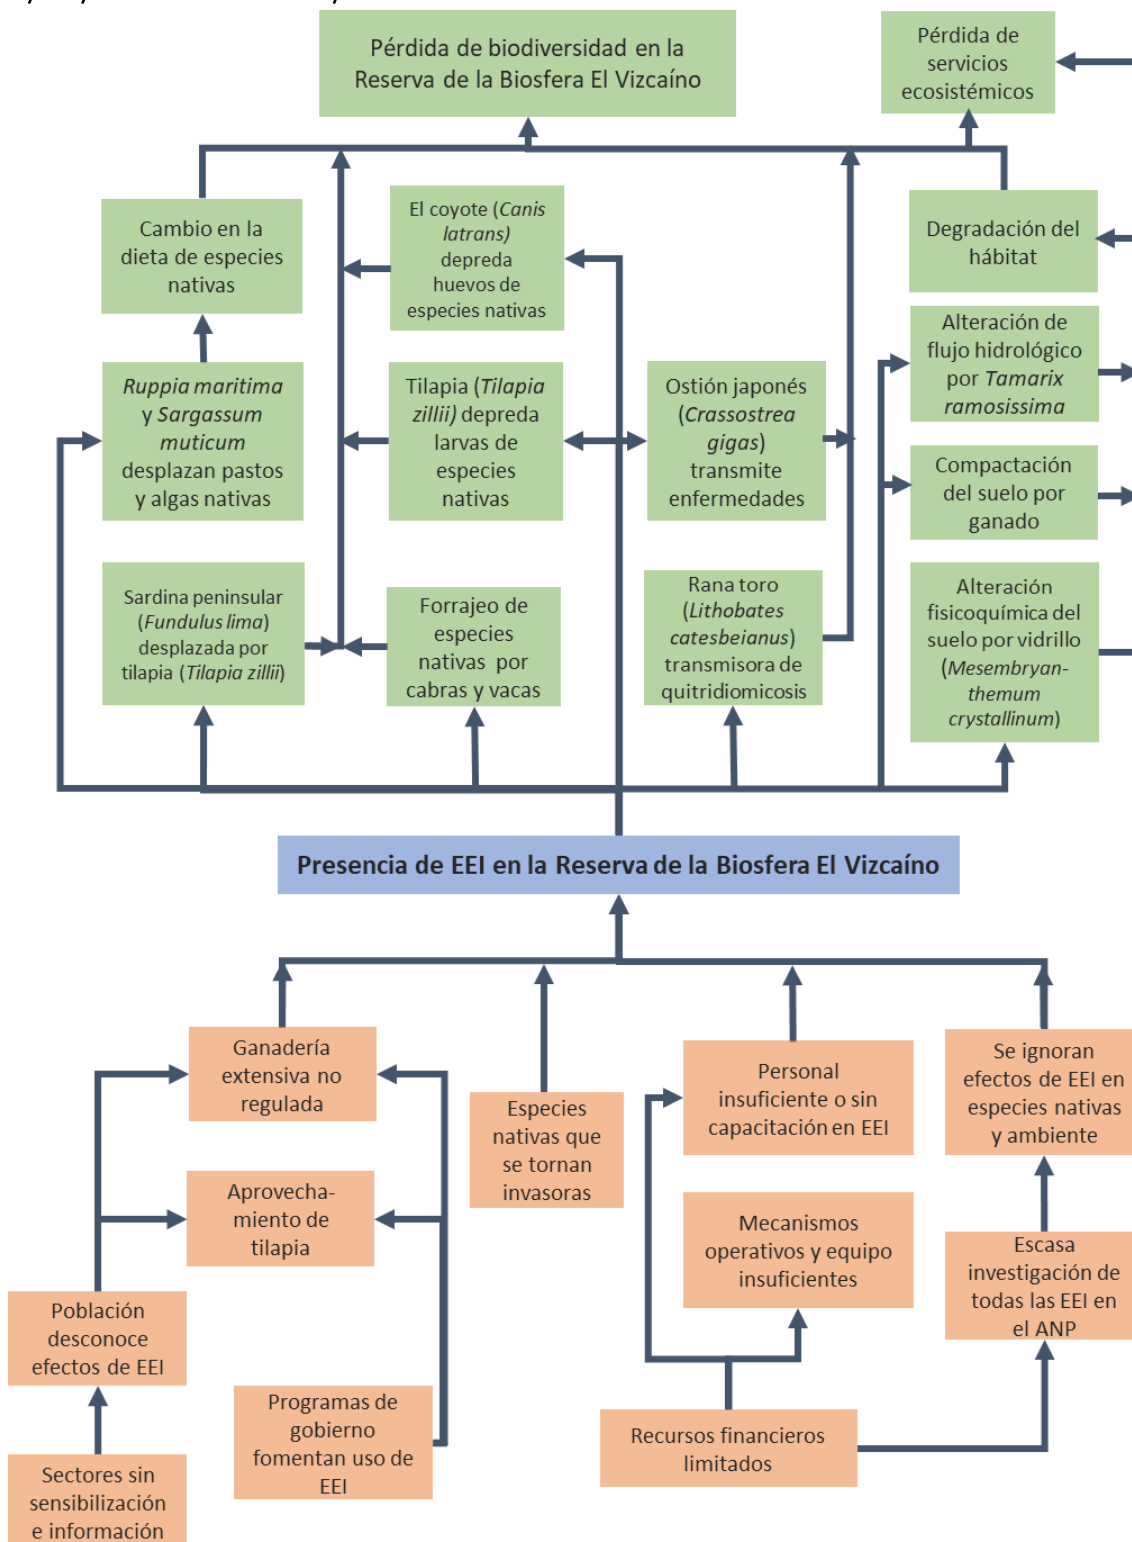 Pérdida de biodiversidad en la
Reserva de la Biosfera El Vizcaíno
Pérdida de
servicios
ecosistémicos
Cambio en la
dieta de especies
nativas
El coyote (Canis
latrans)
depreda
huevos de
especies nativas
Degradación del
hábitat
Ruppia maritima
y Sargassum
muticum
desplazan pastos
y algas nativas
Tilapia (Tilapia
zillii) depreda
larvas de
especies
nativas
Ostión japonés
(Crassostrea
gigas)
transmite
enfermedades
Alteración de
flujo hidrológico
por Tamarix
ramosissima
Compactación
del suelo por
ganado
Sardina peninsular
(Fundulus lima)
desplazada por
tilapia (Tilapia zillii)
Forrajeo de
especies
nativas por
cabras y vacas
Rana toro
(Lithobates
catesbeianus)
transmisora de
quitridiomicosis
Alteración
fisicoquímica del
suelo por vidrillo
(Mesembryan-
themum
crystallinum)
Presencia de EEI en la Reserva de la Biosfera El Vizcaíno
Ganadería
extensiva no
regulada
Especies
nativas que
se tornan
invasoras
Personal
insuficiente o sin
capacitación en EEI
Se ignoran
efectos de EEI en
especies nativas
y ambiente
Aprovecha-
miento de
tilapia
Mecanismos
operativos y equipo
insuficientes
Escasa
investigación de
todas las EEI en
el ANP
Población
desconoce
efectos de EEI
Programas de
gobierno
fomentan uso de
EEI
Recursos financieros
limitados
Sectores sin
sensibilización
e información